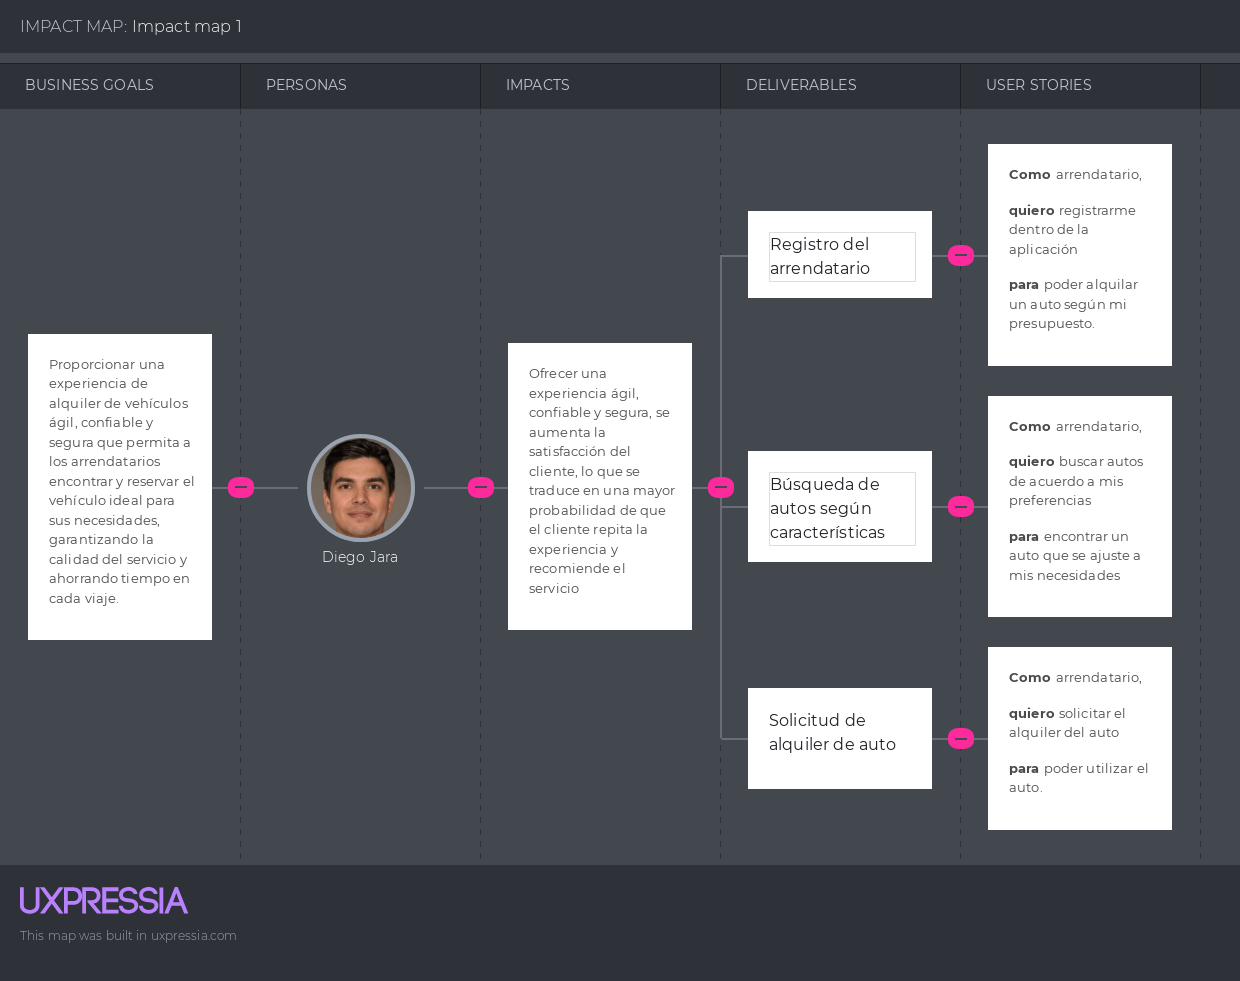 IMPACT MAP: Impact map 1
BUSINESS GOALS
PERSONAS
IMPACTS
DELIVERABLES
USER STORIES
Proporcionar una
experiencia de
alquiler de vehículos
ágil, confiable y
segura que permita a
los arrendatarios
encontrar y reservar el
vehículo ideal para
sus necesidades,
garantizando la
calidad del servicio y
ahorrando tiempo en
cada viaje.
Diego Jara
Ofrecer una
experiencia ágil,
confiable y segura, se
aumenta la
satisfacción del
cliente, lo que se
traduce en una mayor
probabilidad de que
el cliente repita la
experiencia y
recomiende el
servicio
Registro del
arrendatario
Como arrendatario,
quiero registrarme
dentro de la
aplicación
para poder alquilar
un auto según mi
presupuesto.
Búsqueda de
autos según
características
Como arrendatario,
quiero buscar autos
de acuerdo a mis
preferencias
para encontrar un
auto que se ajuste a
mis necesidades
Solicitud de
alquiler de auto
Como arrendatario,
quiero solicitar el
alquiler del auto
para poder utilizar el
auto.
UXPRESSIA
This map was built in uxpressia.com